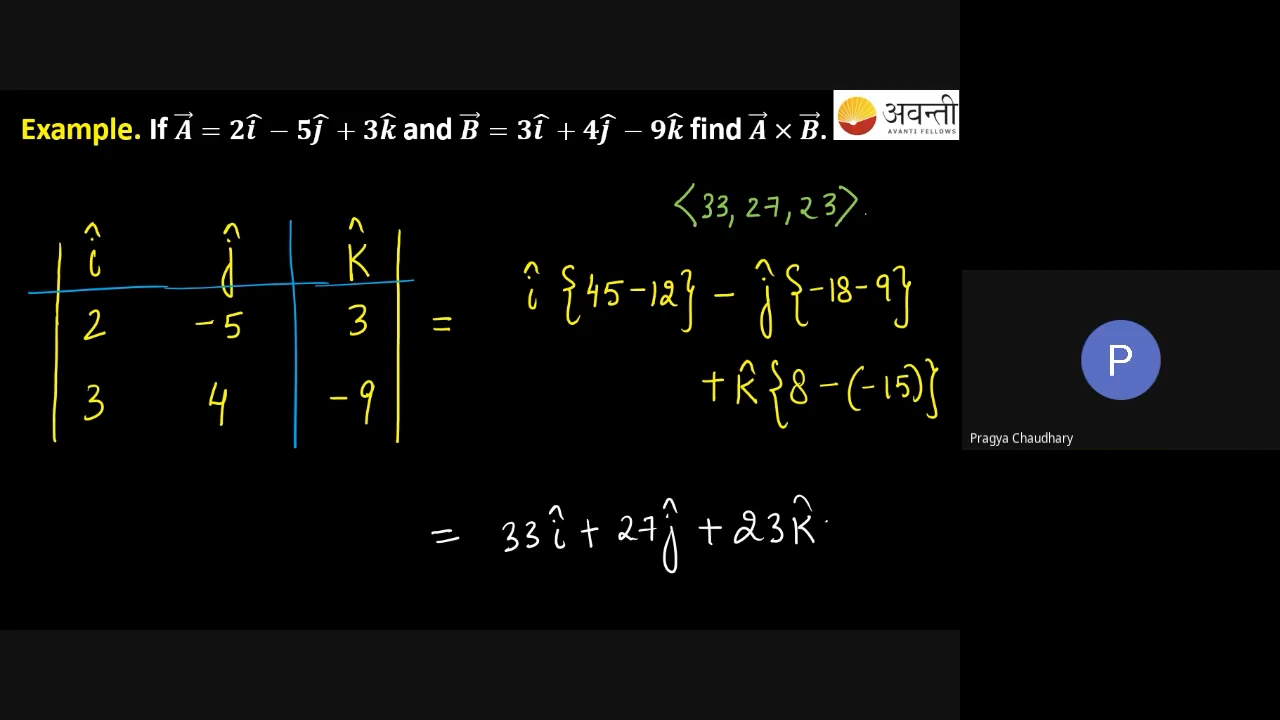 Example. If A⃗ = 2î − 5ĵ + 3k̂ and B⃗ = 3î + 4ĵ − 9k̂ find A⃗ × B⃗.
अवन्ती
AVANTI FELLOWS
<33, 27, 23>.
î ĵ k̂
2 -5 3
3 4 -9
= î {45-12} - ĵ {-18-9}
+ k̂ {8-(-15)}
= 33î + 27ĵ + 23k̂.
P
Pragya Chaudhary